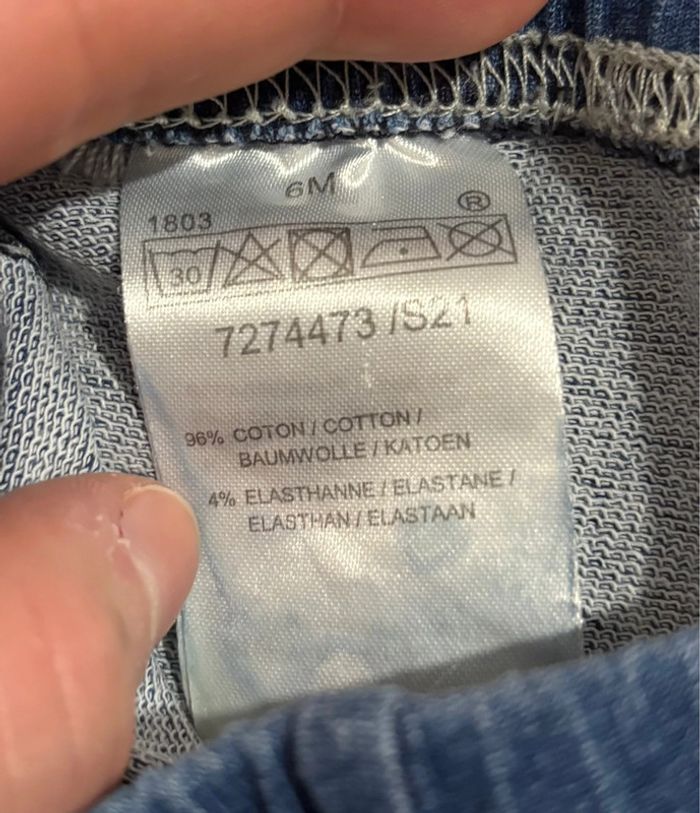 6M
1803
®
30
7274473 /S21
96% COTON / COTTON /
BAUMWOLLE / KATOEN
4% ELASTHANNE / ELASTANE /
ELASTHAN / ELASTAAN